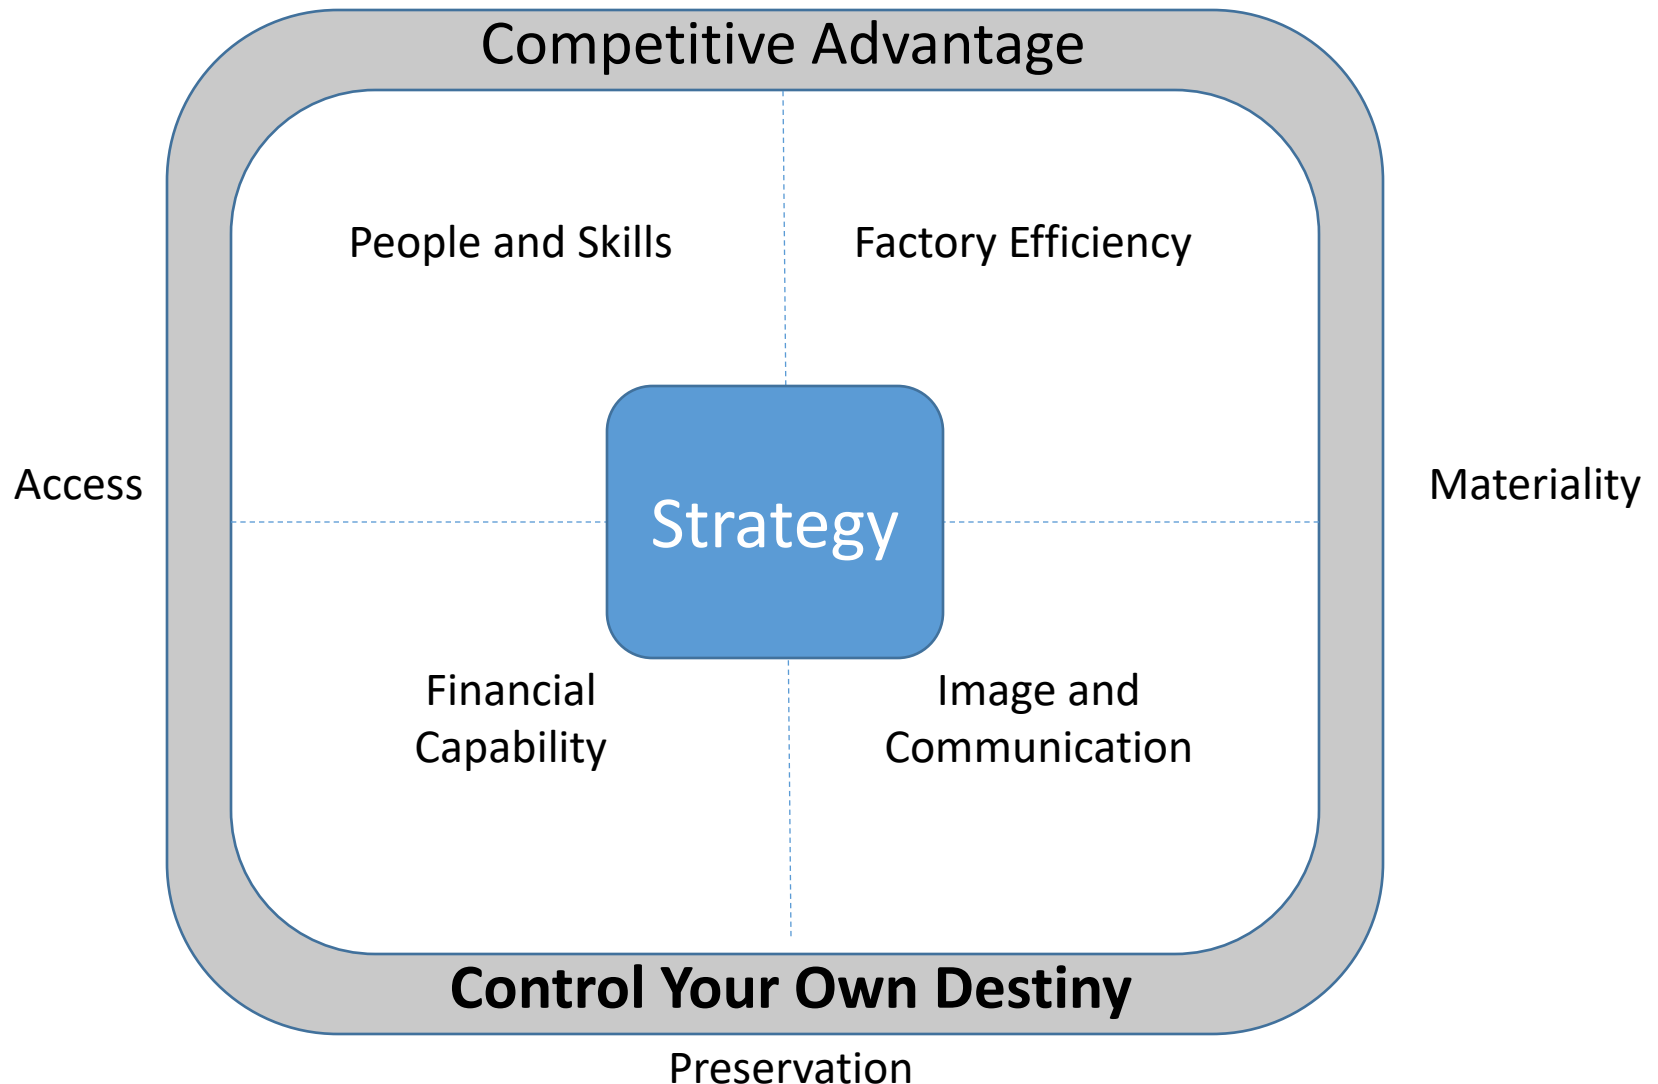 Competitive Advantage
People and Skills
Factory Efficiency
Access
Strategy
Materiality
Financial
Capability
Image and
Communication
Control Your Own Destiny
Preservation